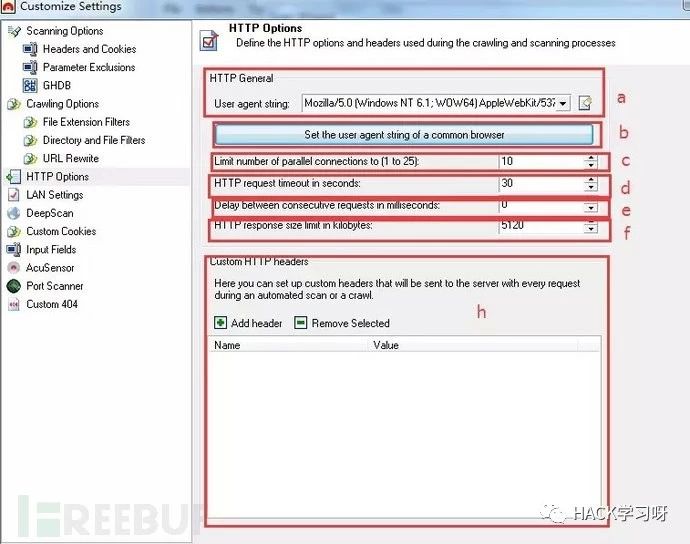 Customize Settings
Scanning Options
Headers and Cookies
Parameter Exclusions
GHDB
Crawling Options
File Extension Filters
Directory and File Filters
URL Rewrite
HTTP Options
LAN Settings
DeepScan
Custom Cookies
Input Fields
AcuSensor
Port Scanner
Custom 404
HTTP Options
Define the HTTP options and headers used during the crawling and scanning processes
HTTP General
User agent string: Mozilla/5.0 (Windows NT 6.1; WOW64) AppleWebKit/537 a
Set the user agent string of a common browser b
Limit number of parallel connections to (1 to 25): 10 c
HTTP request timeout in seconds: 30 d
Delay between consecutive requests in milliseconds: 0 e
HTTP response size limit in kilobytes: 5120 f
Custom HTTP headers
Here you can set up custom headers that will be sent to the server with every request
during an automated scan or a crawl.
h
Add header Remove Selected
Name Value
FREEBUF
HACK学习呀